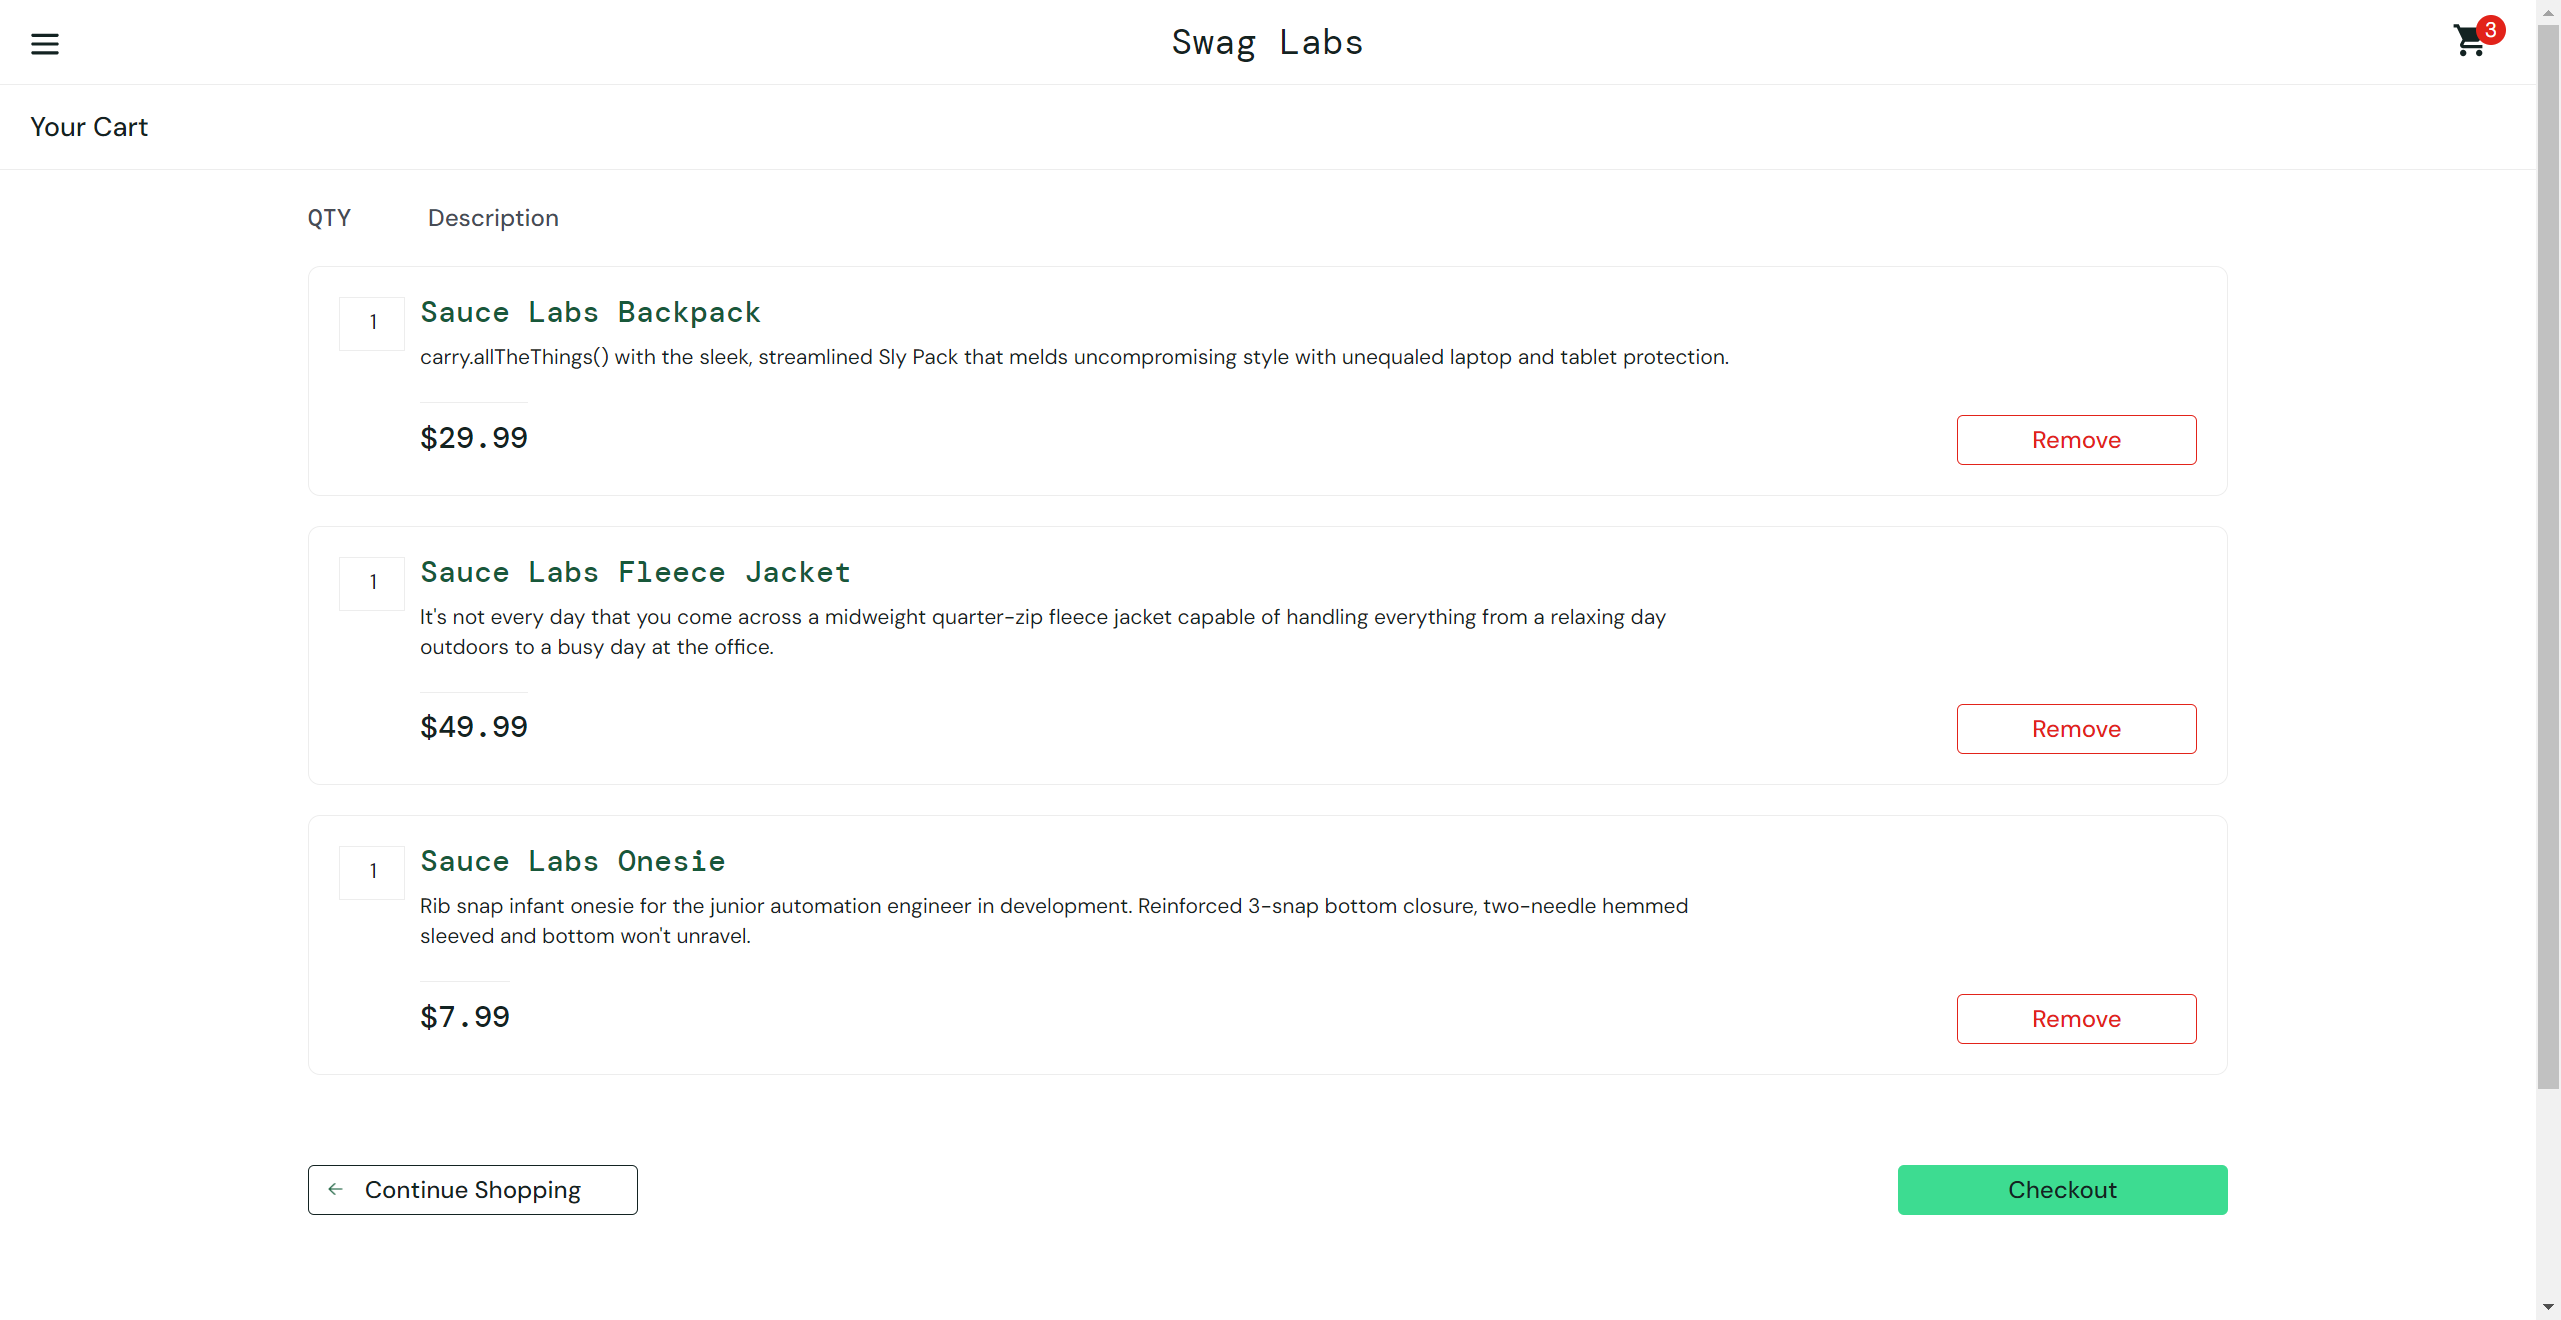 Swag Labs
3
Your Cart
QTY Description
1
Sauce Labs Backpack
carry.allTheThings() with the sleek, streamlined Sly Pack that melds uncompromising style with unequaled laptop and tablet protection.
$29.99
Remove
1
Sauce Labs Fleece Jacket
It's not every day that you come across a midweight quarter-zip fleece jacket capable of handling everything from a relaxing day
outdoors to a busy day at the office.
$49.99
Remove
1
Sauce Labs Onesie
Rib snap infant onesie for the junior automation engineer in development. Reinforced 3-snap bottom closure, two-needle hemmed
sleeved and bottom won't unravel.
$7.99
Remove
Continue Shopping
Checkout